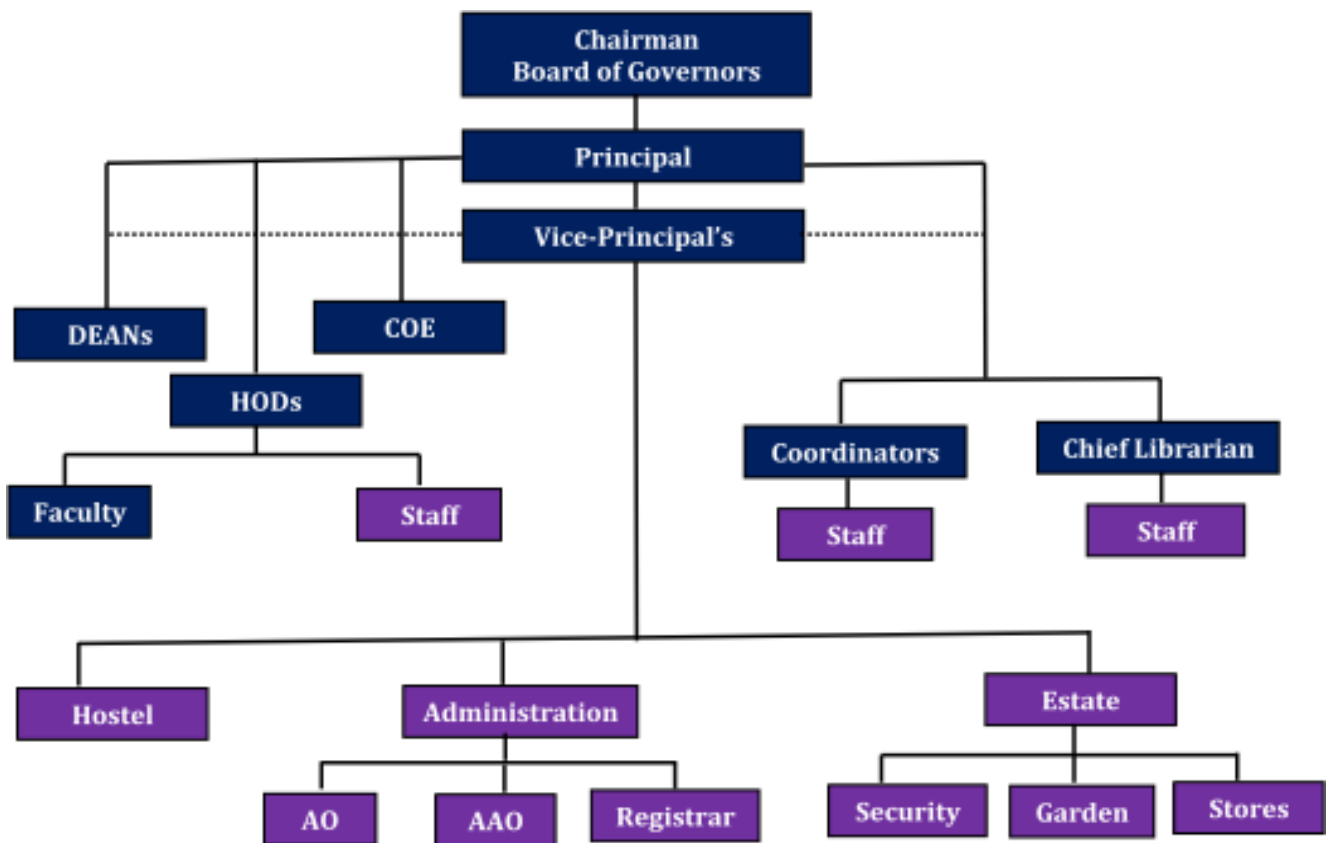 Chairman
Board of Governors
Principal
Vice-Principal's
DEANs
COE
HODs
Coordinators
Chief Librarian
Faculty
Staff
Staff
Staff
Hostel
Administration
Estate
AO
AAO
Registrar
Security
Garden
Stores